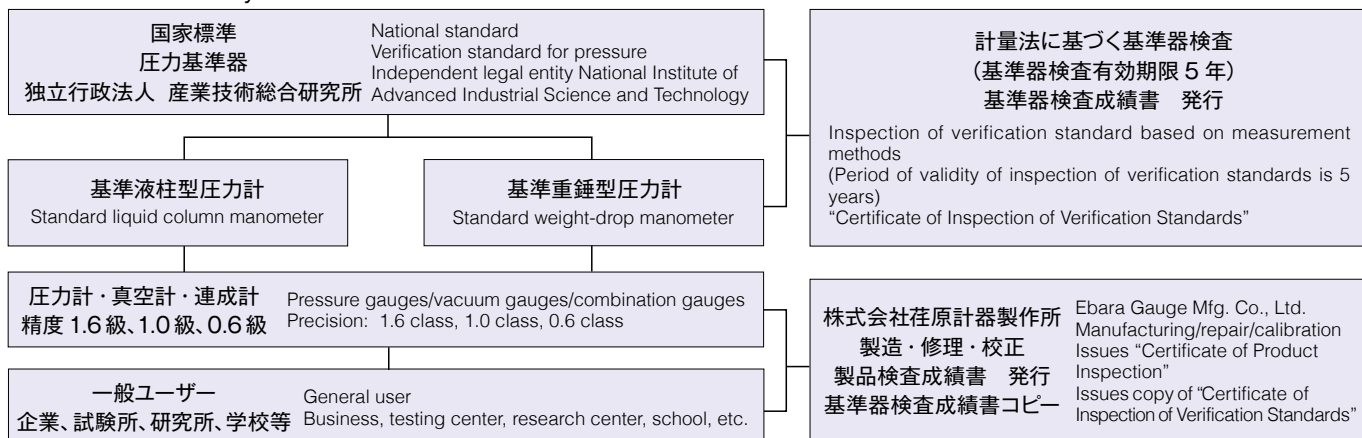 国家標準
圧力基準器
独立行政法人 産業技術総合研究所
National standard
Verification standard for pressure
Independent legal entity National Institute of
Advanced Industrial Science and Technology
計量法に基づく基準器検査
（基準器検査有効期限 5 年）
基準器検査成績書 発行
Inspection of verification standard based on measurement
methods
(Period of validity of inspection of verification standards is 5
years)
“Certificate of Inspection of Verification Standards”
基準液柱型圧力計
Standard liquid column manometer
基準重錘型圧力計
Standard weight-drop manometer
圧力計・真空計・連成計
精度 1.6 級、1.0 級、0.6 級
Pressure gauges/vacuum gauges/combination gauges
Precision: 1.6 class, 1.0 class, 0.6 class
株式会社荏原計器製作所
製造・修理・校正
製品検査成績書 発行
基準器検査成績書コピー
Ebara Gauge Mfg. Co., Ltd.
Manufacturing/repair/calibration
Issues “Certificate of Product
Inspection”
Issues copy of “Certificate of
Inspection of Verification Standards”
一般ユーザー
企業、試験所、研究所、学校等
General user
Business, testing center, research center, school, etc.